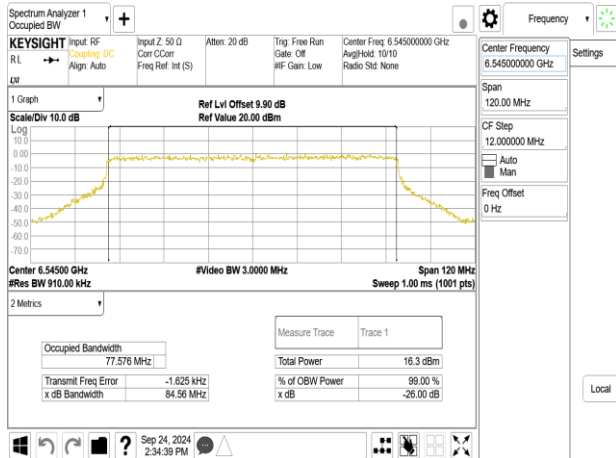 Spectrum Analyzer 1
Occupied BW
+
Frequency
KEYSIGHT
RL
LXI
Input: RF
Coupling: DC
Align: Auto
Input Z: 50 Ω
Corr CCorr
Freq Ref: Int (S)
Atten: 20 dB
Trig: Free Run
Gate: Off
#IF Gain: Low
Center Freq: 6.545000000 GHz
Avg|Hold: 10/10
Radio Std: None
Center Frequency
6.545000000 GHz
Settings
Span
120.00 MHz
CF Step
12.000000 MHz
Auto
Man
Freq Offset
0 Hz
Local
1 Graph
Scale/Div 10.0 dB
Ref Lvl Offset 9.90 dB
Ref Value 20.00 dBm
Log
10.0
0.00
-10.0
-20.0
-30.0
-40.0
-50.0
-60.0
-70.0
Center 6.54500 GHz
#Video BW 3.0000 MHz
Span 120 MHz
#Res BW 910.00 kHz
Sweep 1.00 ms (1001 pts)
2 Metrics
Measure Trace
Trace 1
Occupied Bandwidth
77.576 MHz
Total Power
16.3 dBm
Transmit Freq Error
-1.625 kHz
% of OBW Power
99.00 %
x dB Bandwidth
84.56 MHz
x dB
-26.00 dB
?
Sep 24, 2024
2:34:39 PM